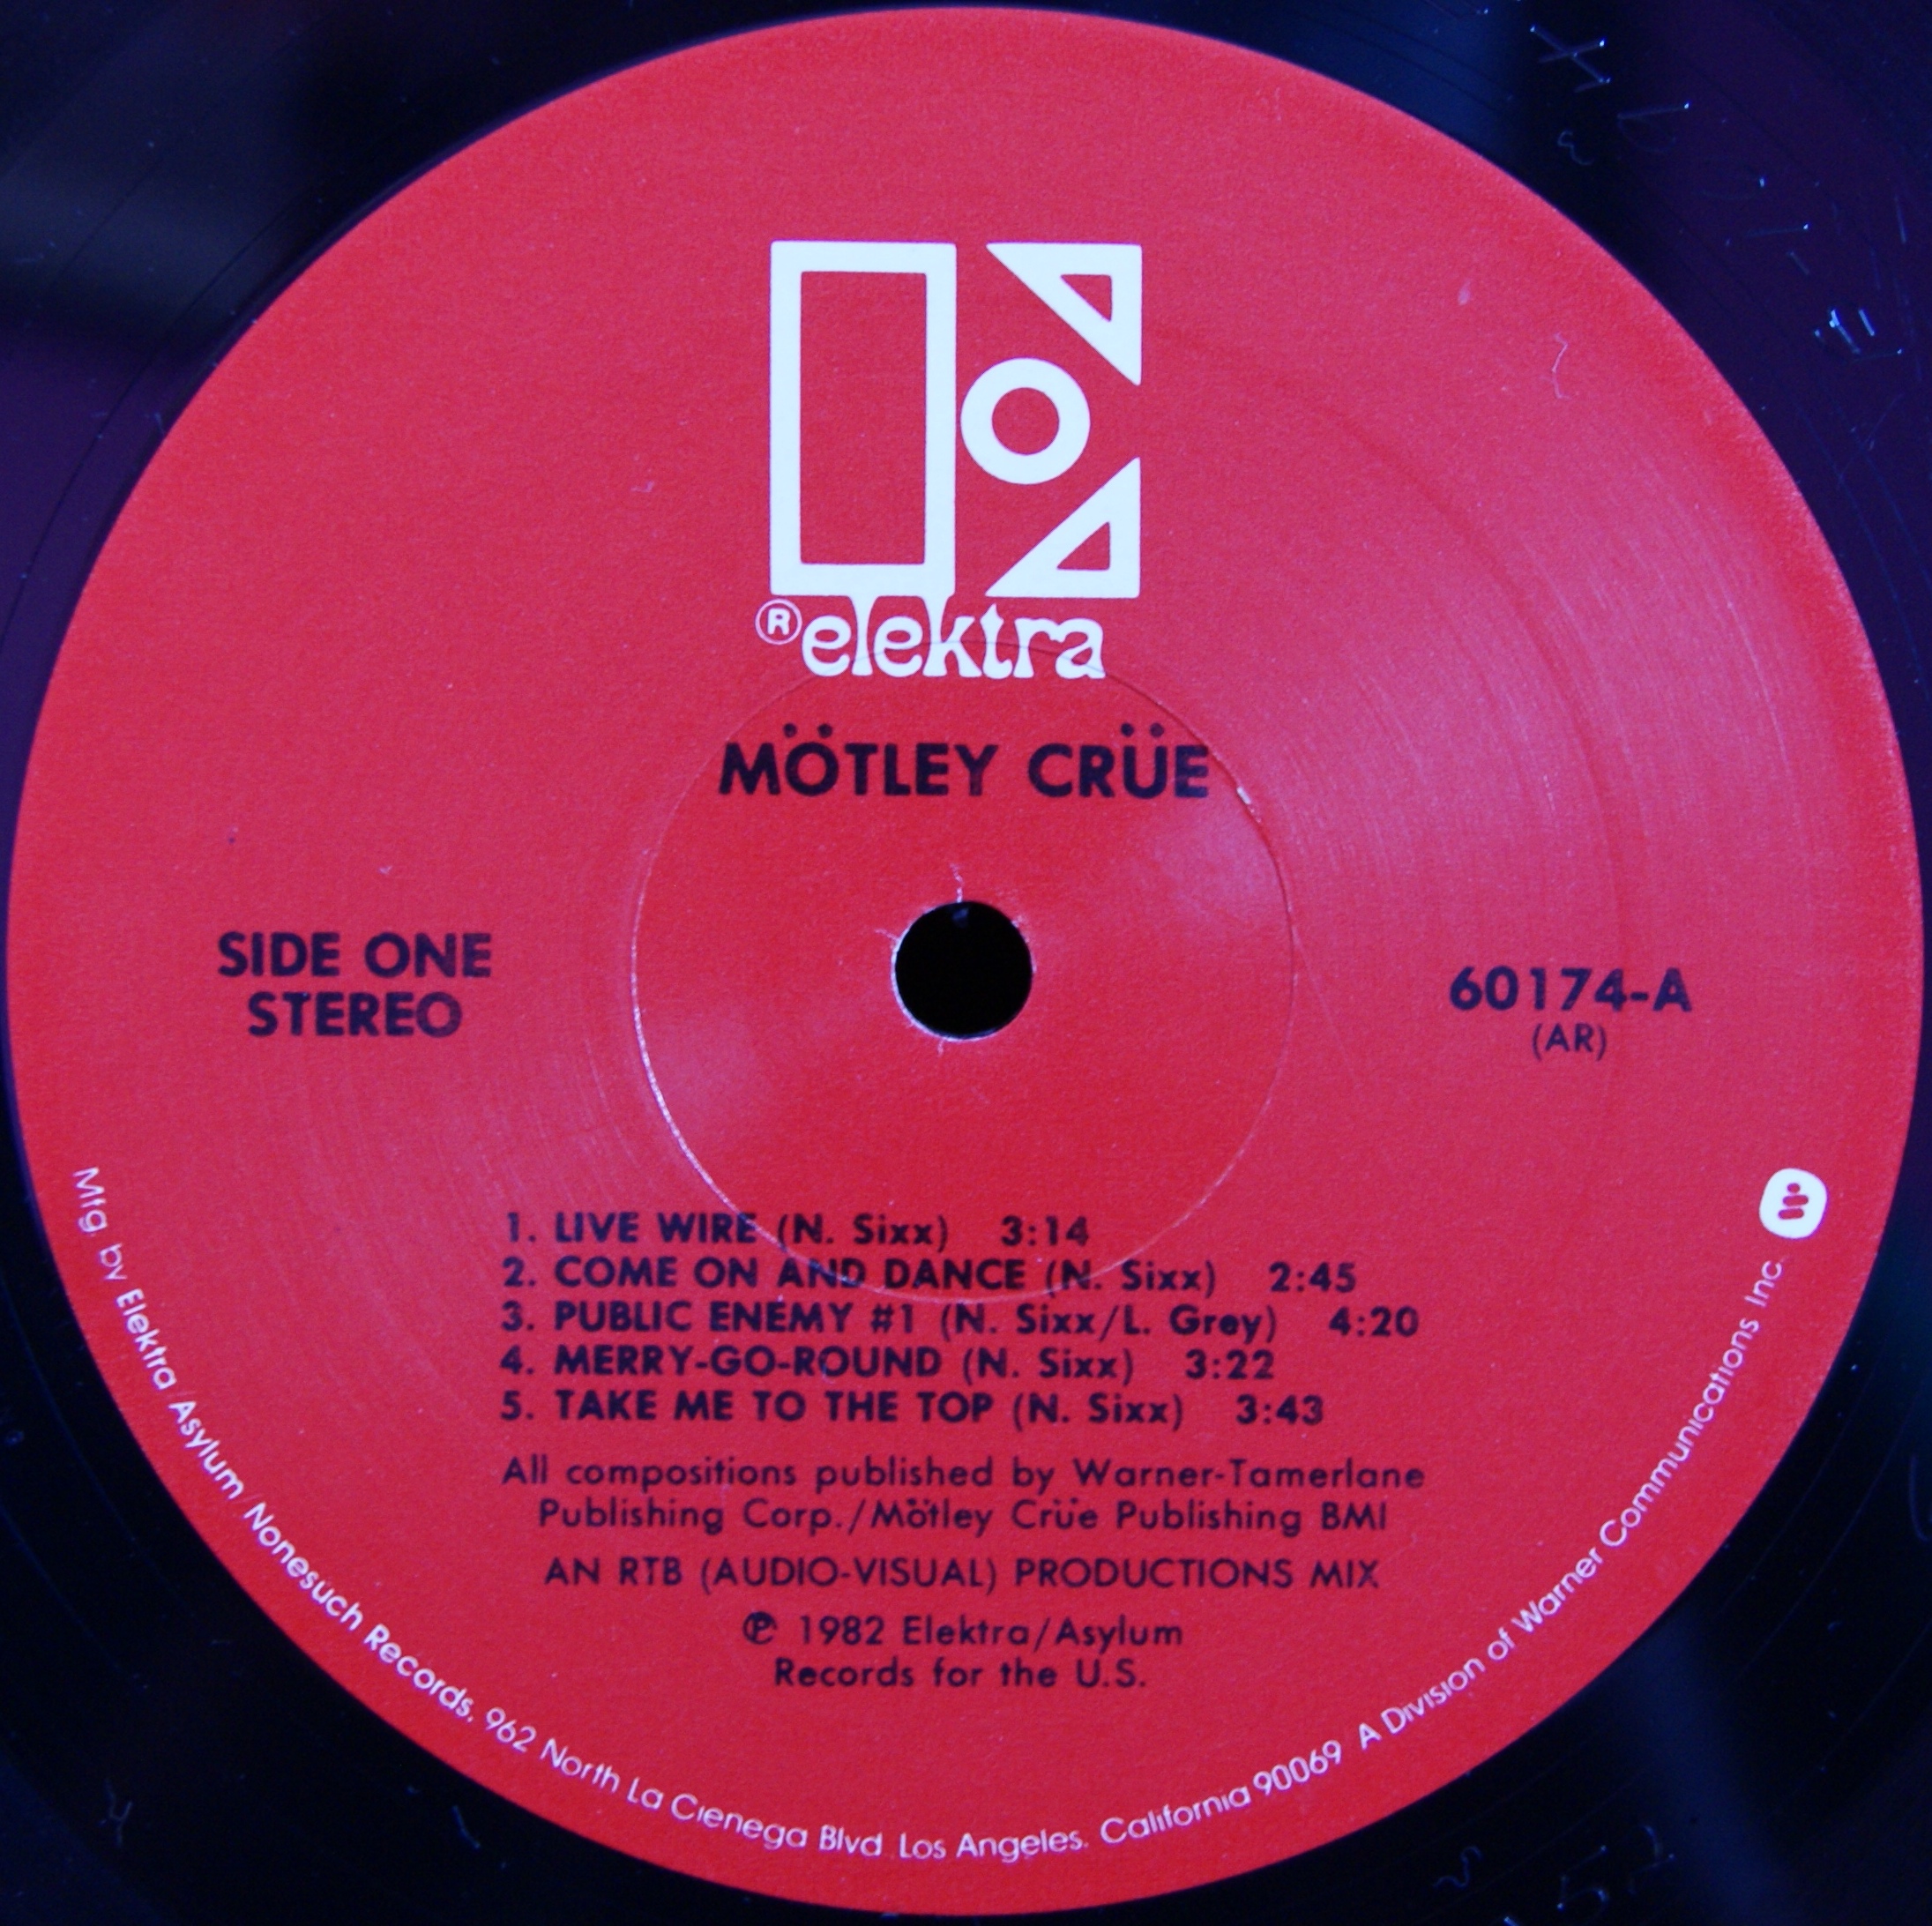 ® elektra
MÖTLEY CRÜE
SIDE ONE
STEREO
60174-A
(AR)
1. LIVE WIRE (N. Sixx) 3:14
2. COME ON AND DANCE (N. Sixx) 2:45
3. PUBLIC ENEMY #1 (N. Sixx/L. Grey) 4:20
4. MERRY-GO-ROUND (N. Sixx) 3:22
5. TAKE ME TO THE TOP (N. Sixx) 3:43
All compositions published by Warner-Tamerlane
Publishing Corp./Mötley Crüe Publishing BMI
AN RTB (AUDIO-VISUAL) PRODUCTIONS MIX
℗ 1982 Elektra/Asylum
Records for the U.S.
Mfg. by Elektra/Asylum/Nonesuch Records, 962 North La Cienega Blvd. Los Angeles, California 90069 A Division of Warner Communications Inc.